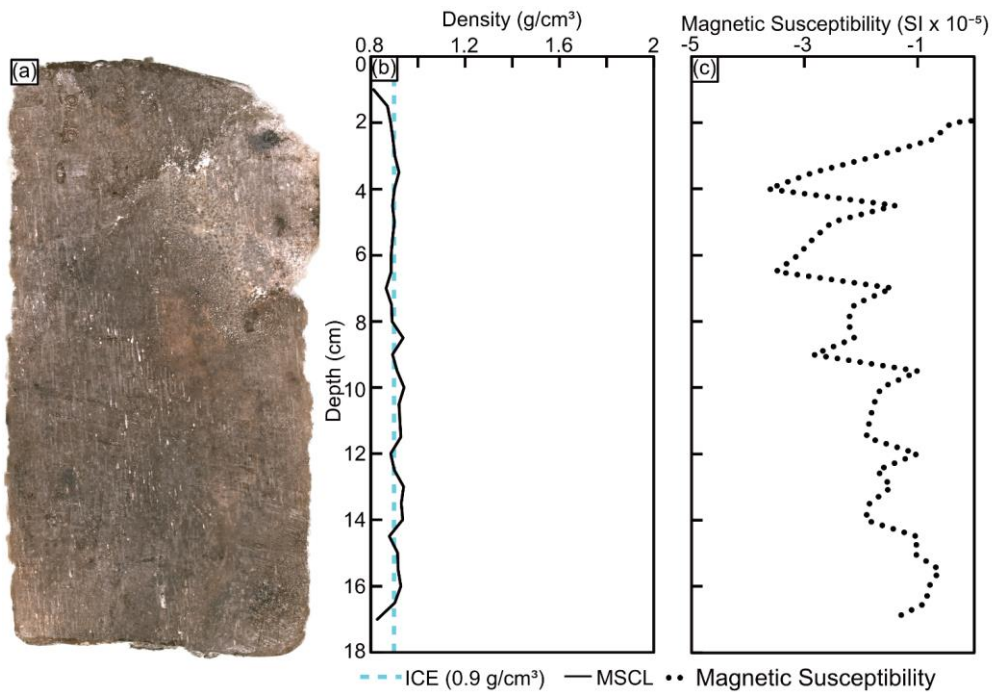 Density (g/cm³)
0.8 1.2 1.6 2
Magnetic Susceptibility (SI x 10⁻⁵)
-5 -3 -1
(a)
(b)
(c)
0
2
4
6
8
10
12
14
16
18
Depth (cm)
ICE (0.9 g/cm³) MSCL Magnetic Susceptibility